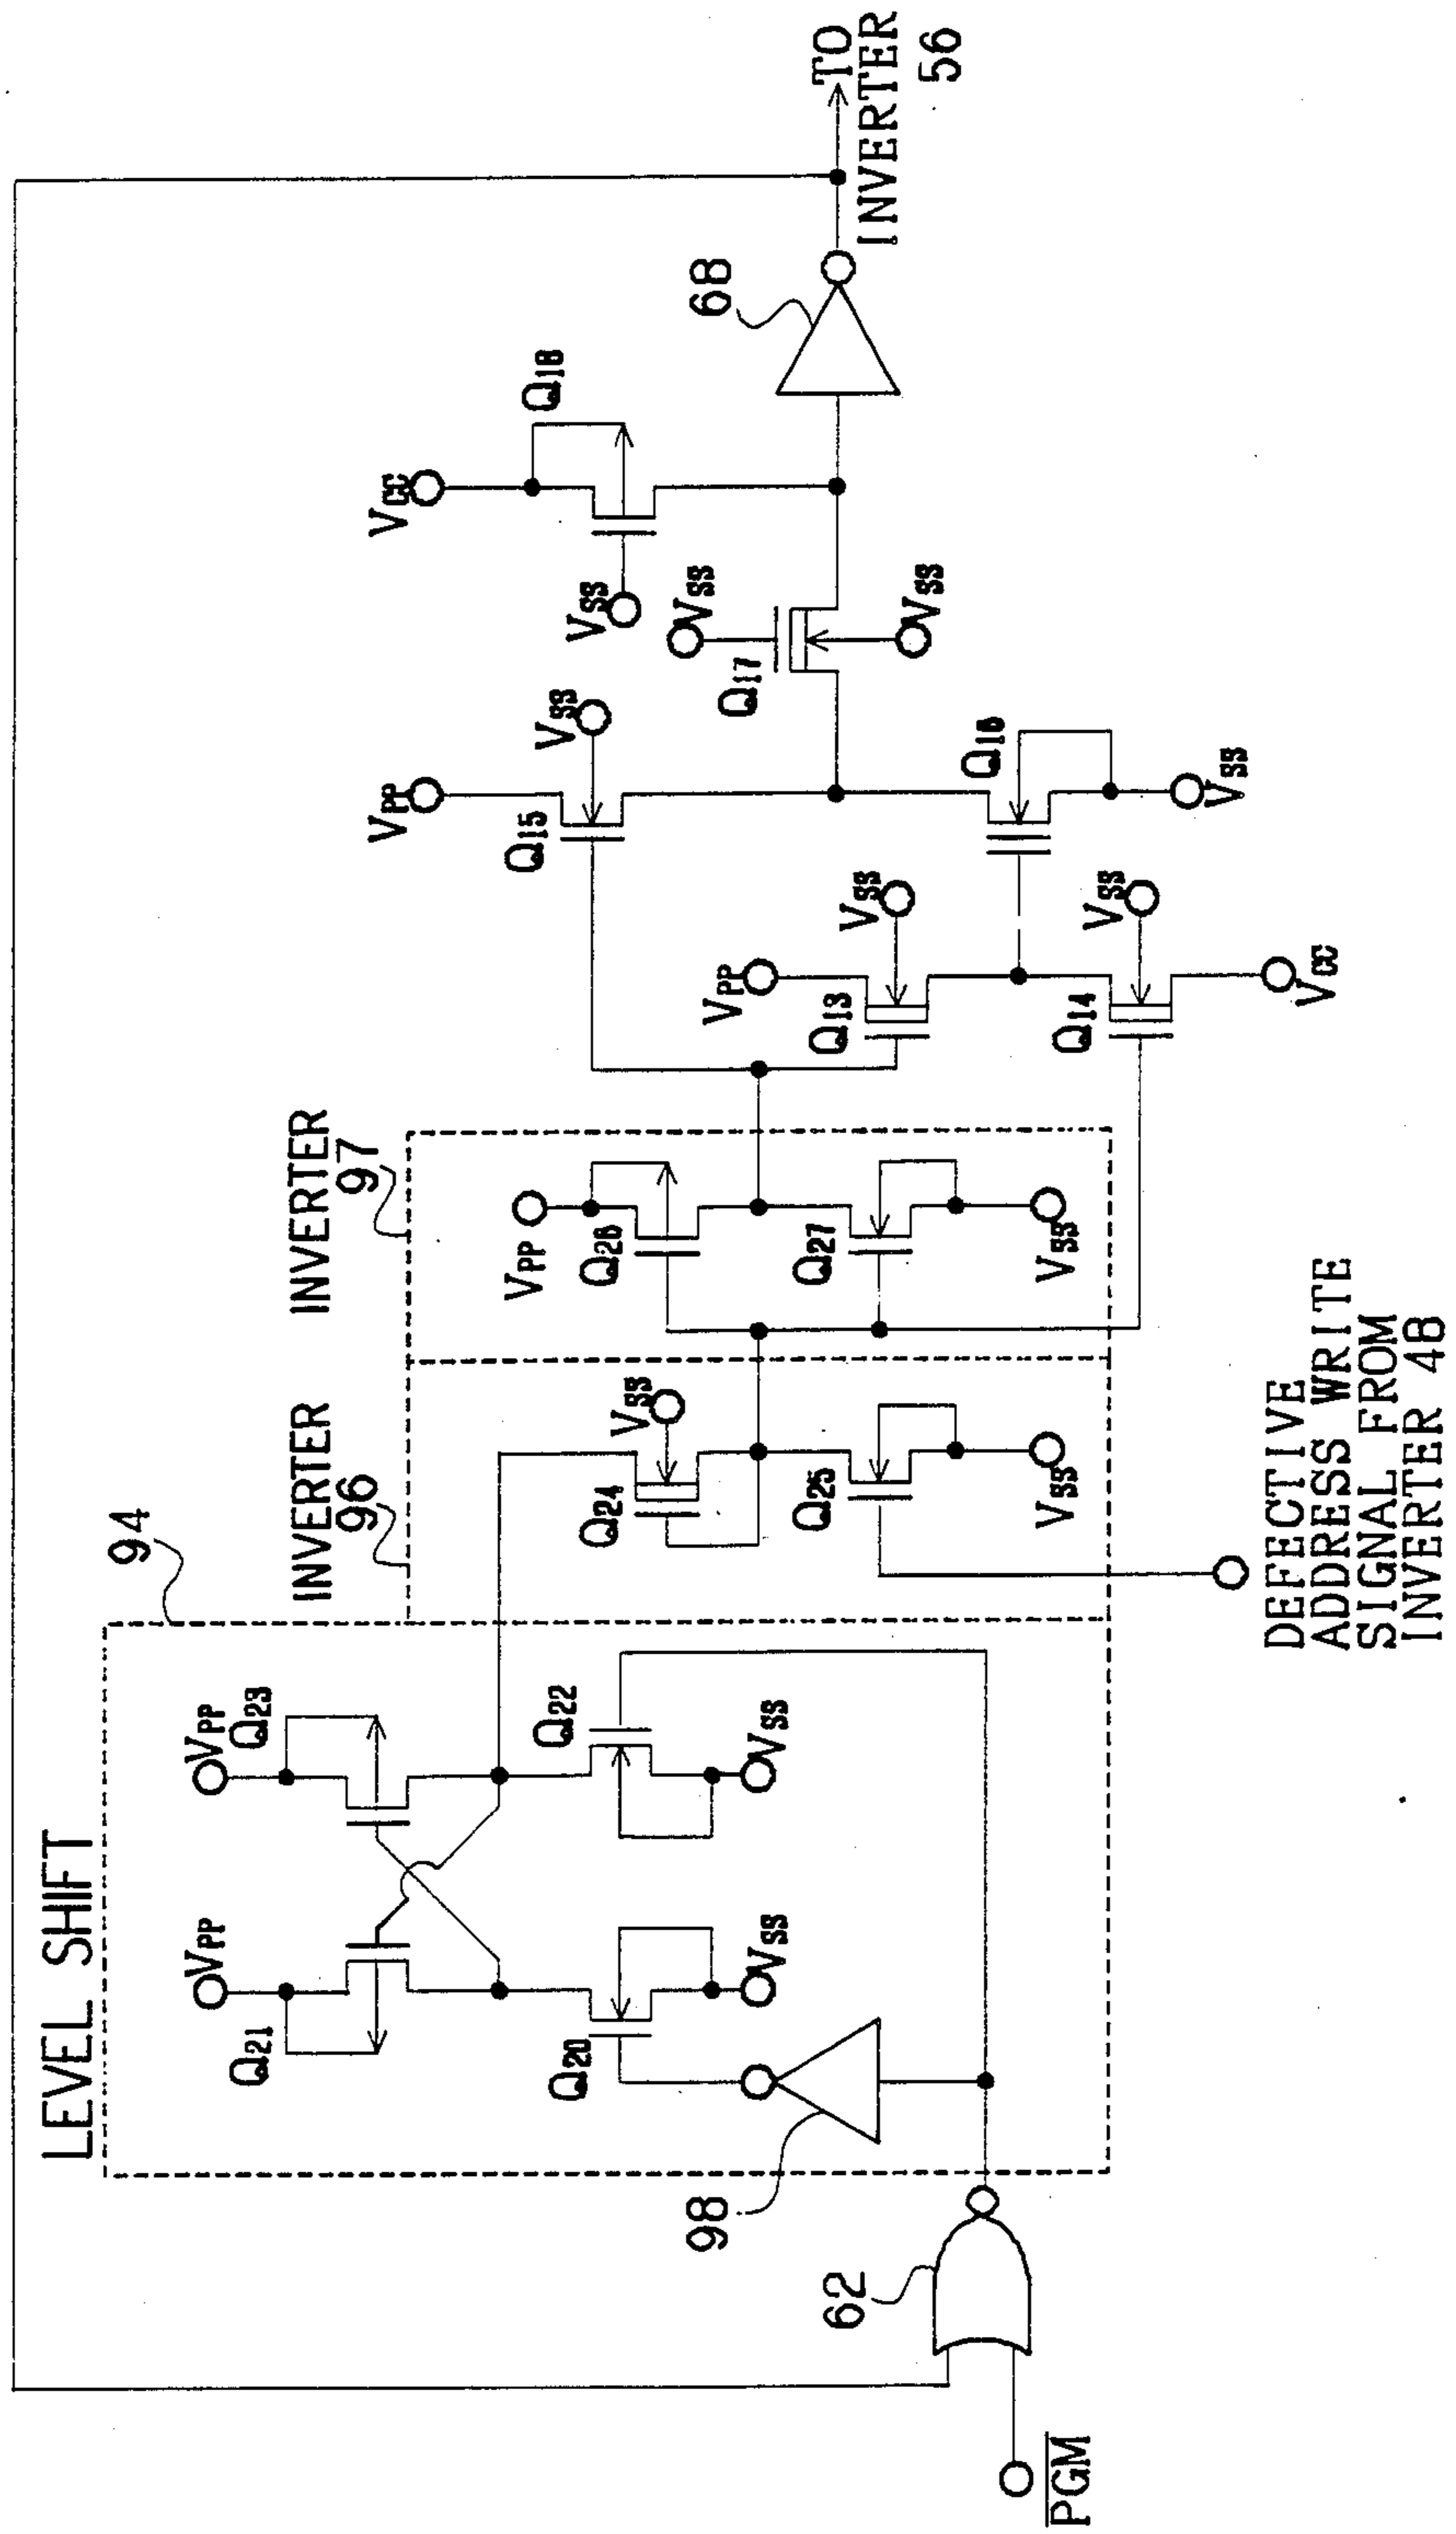 LEVEL SHIFT
94
INVERTER
96
INVERTER
97
VPP
Q21
VPP
Q23
Q20
VSS
Q22
VSS
98
62
PGM
Q24
VSS
Q25
VSS
DEFECTIVE
ADDRESS WRITE
SIGNAL FROM
INVERTER 48
VPP
Q26
Q27
VSS
VPP
Q15
VSS
VPP
Q13
VSS
Q14
VSS
VCC
Q16
VSS
Q17
VSS
VSS
VCC
Q18
VSS
68
TO
INVERTER
56